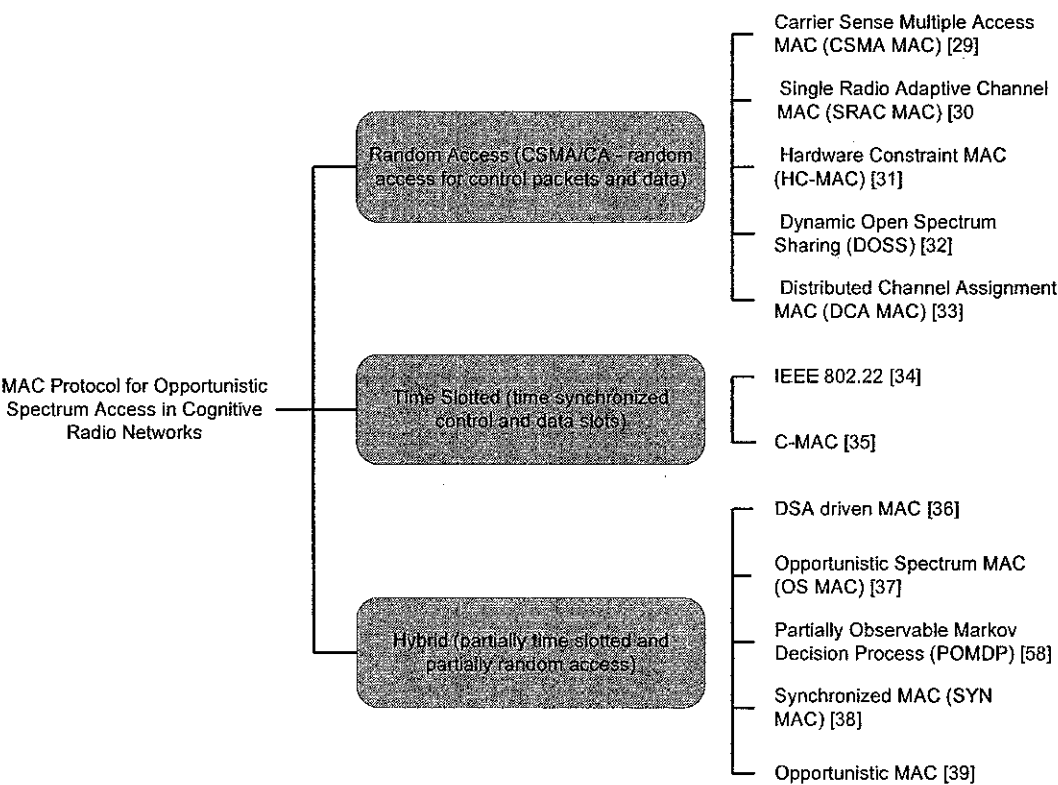 Carrier Sense Multiple Access
MAC (CSMA MAC) [29]
Single Radio Adaptive Channel
MAC (SRAC MAC) [30
Random Access (CSMA/CA - random
access for control packets and data)
Hardware Constraint MAC
(HC-MAC) [31]
Dynamic Open Spectrum
Sharing (DOSS) [32]
Distributed Channel Assignment
MAC (DCA MAC) [33]
MAC Protocol for Opportunistic
Spectrum Access in Cognitive
Radio Networks
Time Slotted (time synchronized
control and data slots)
IEEE 802.22 [34]
C-MAC [35]
DSA driven MAC [36]
Opportunistic Spectrum MAC
(OS MAC) [37]
Hybrid (partially time slotted and
partially random access)
Partially Observable Markov
Decision Process (POMDP) [58]
Synchronized MAC (SYN
MAC) [38]
Opportunistic MAC [39]